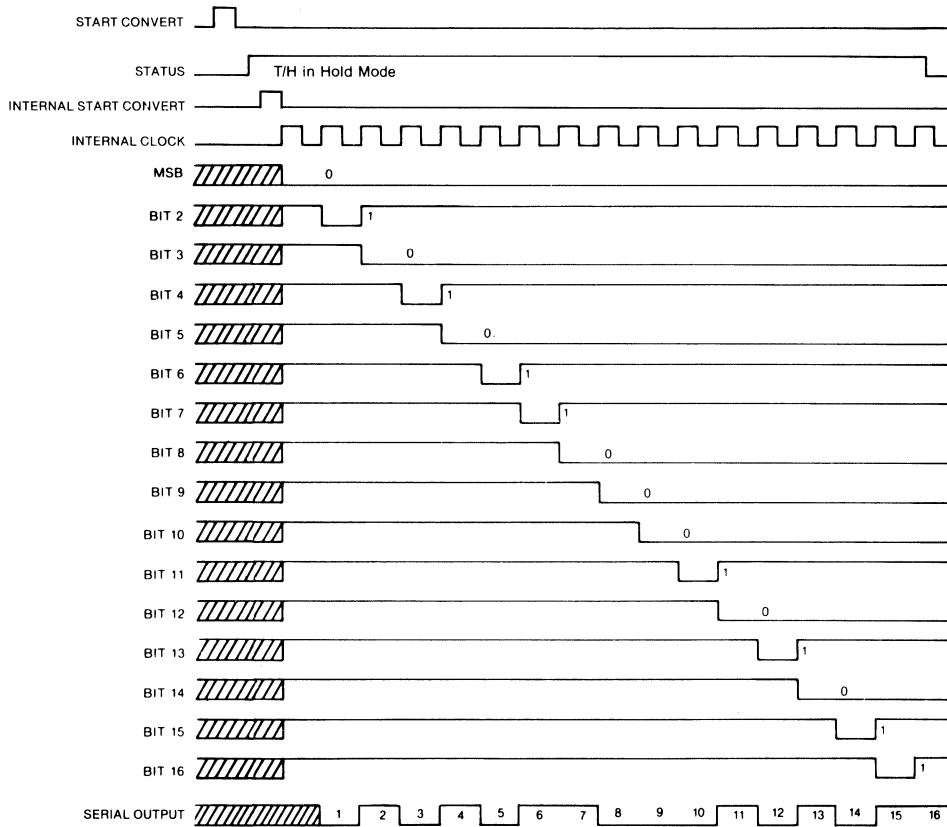 START CONVERT
STATUS T/H in Hold Mode
INTERNAL START CONVERT
INTERNAL CLOCK
MSB 0
BIT 2 1
BIT 3 0
BIT 4 1
BIT 5 0.
BIT 6 1
BIT 7 1
BIT 8 0
BIT 9 0
BIT 10 0
BIT 11 1
BIT 12 0
BIT 13 1
BIT 14 0
BIT 15 1
BIT 16 1
SERIAL OUTPUT 1 2 3 4 5 6 7 8 9 10 11 12 13 14 15 16